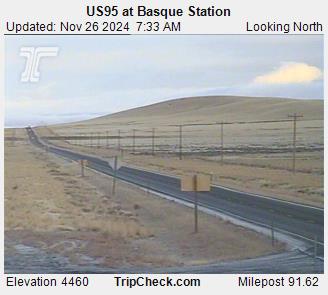 US95 at Basque Station
Updated: Nov 26 2024 7:33 AM Looking North
Elevation 4460 TripCheck.com Milepost 91.62